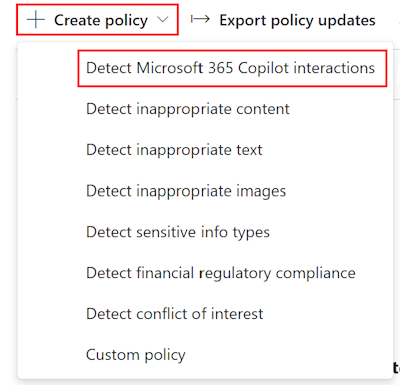 Create policy
Export policy updates
Detect Microsoft 365 Copilot interactions
Detect inappropriate content
Detect inappropriate text
Detect inappropriate images
Detect sensitive info types
Detect financial regulatory compliance
Detect conflict of interest
Custom policy